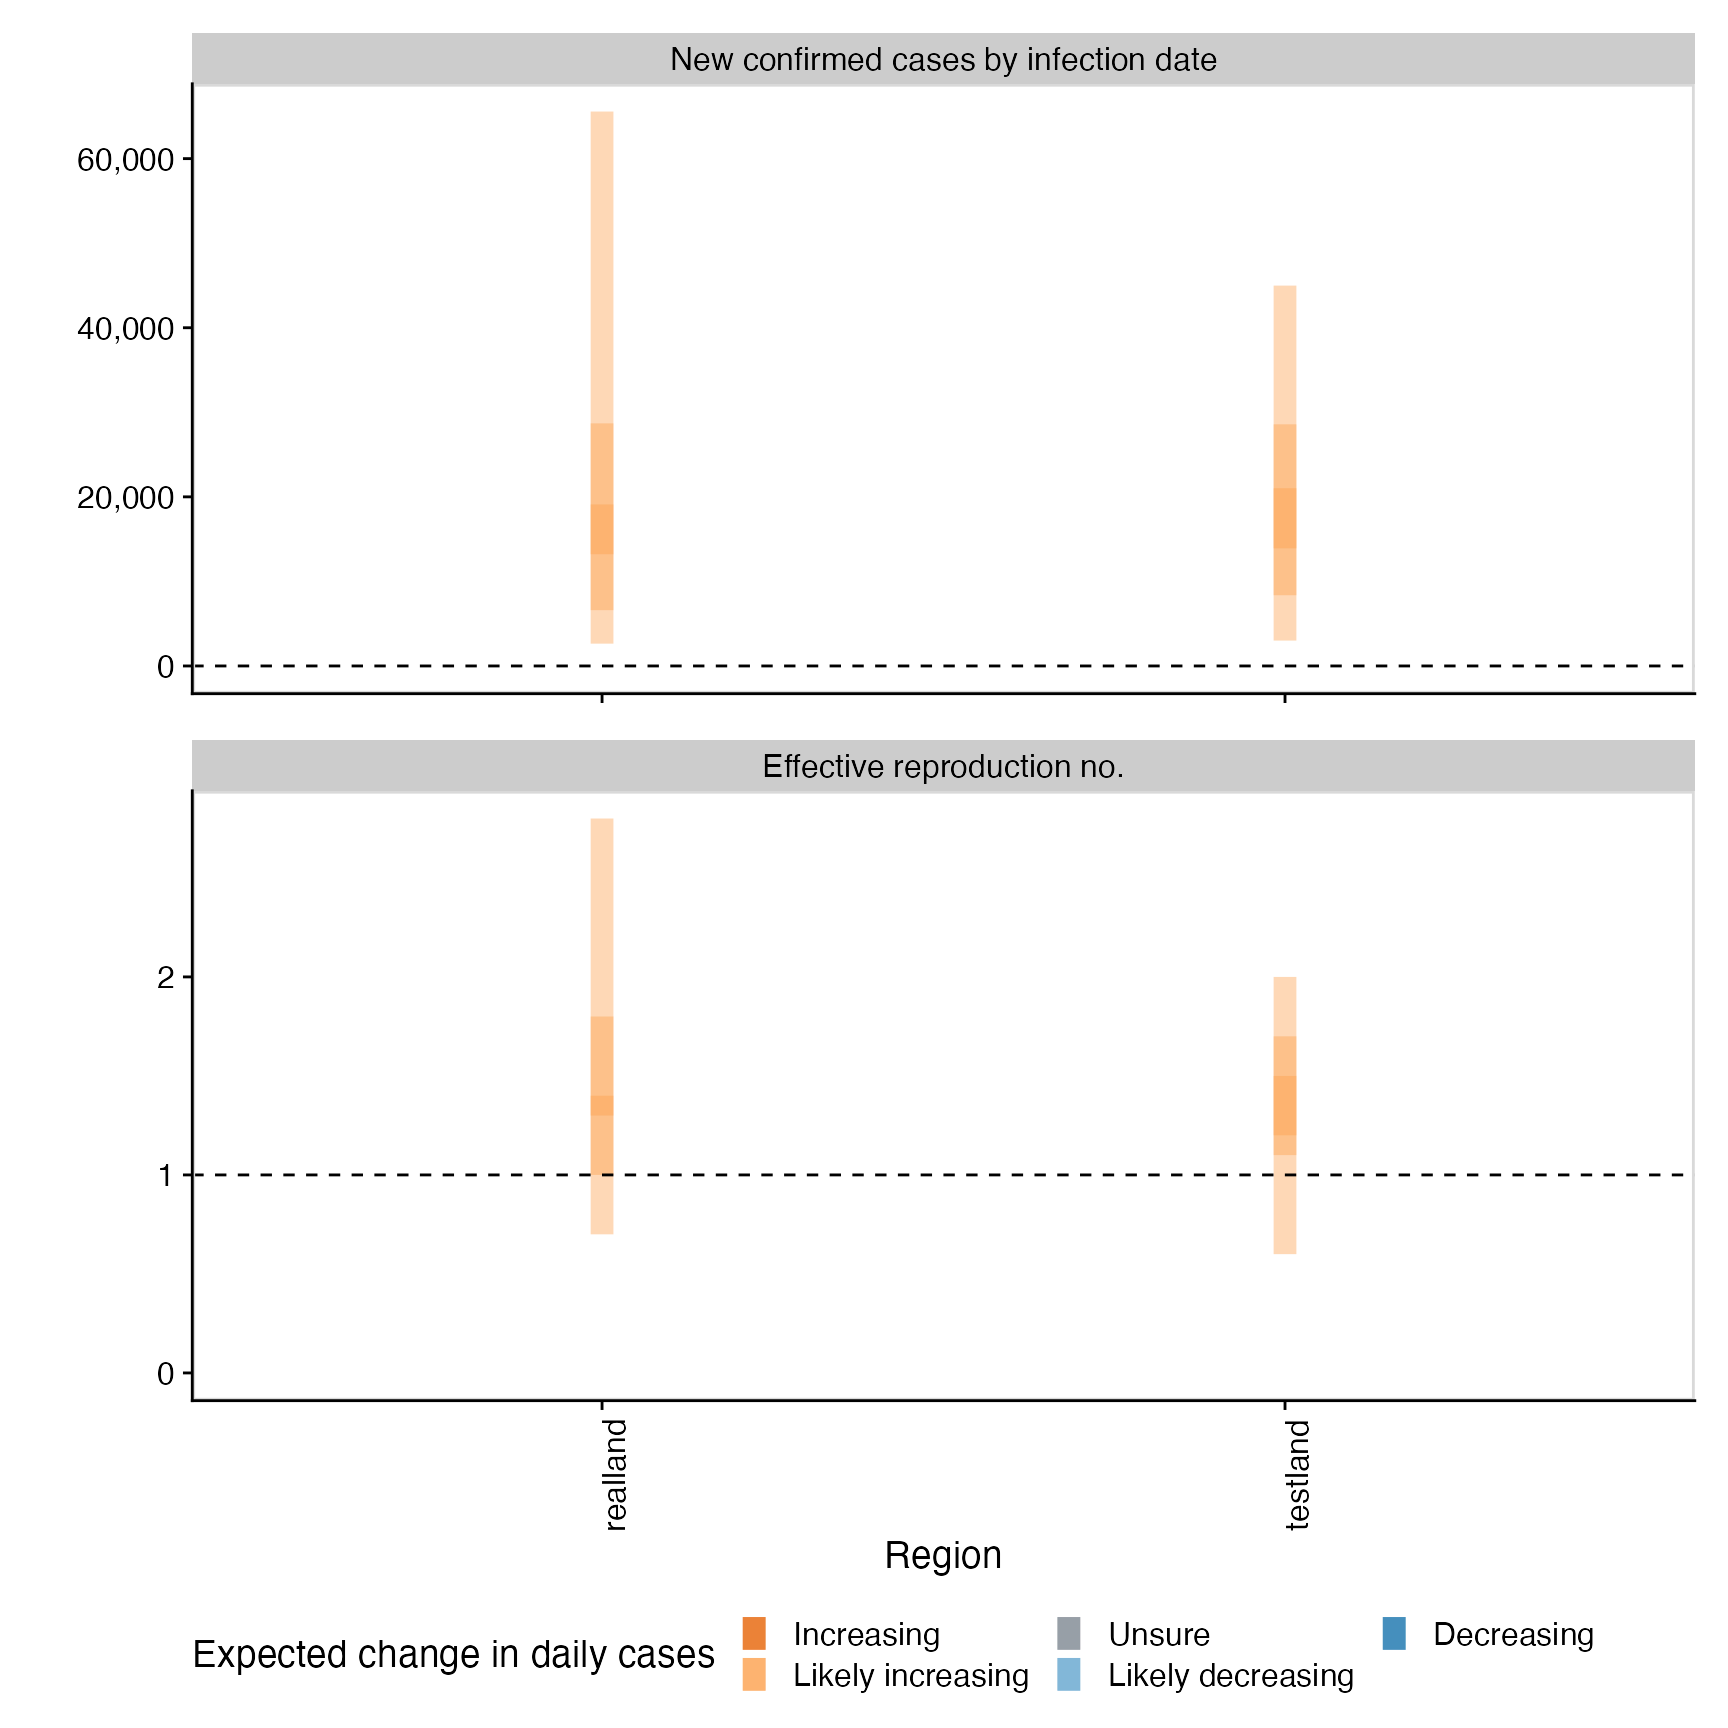 New confirmed cases by infection date
60,000
40,000
20,000
0
Effective reproduction no.
2
1
0
realland
testland
Region
Expected change in daily cases
Increasing
Unsure
Decreasing
Likely increasing
Likely decreasing